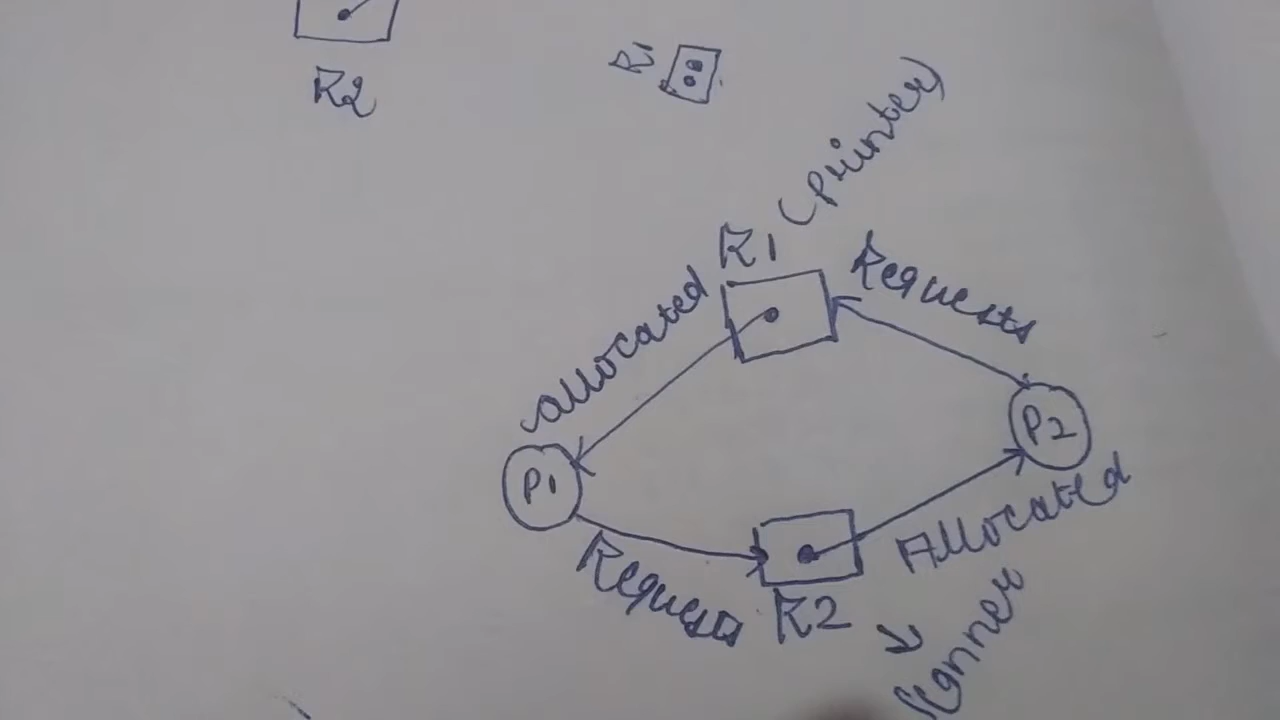 R2
R1
R1 (printer)
allocated
Requests
P1
P2
Requests
R2
Allocated
Scanner